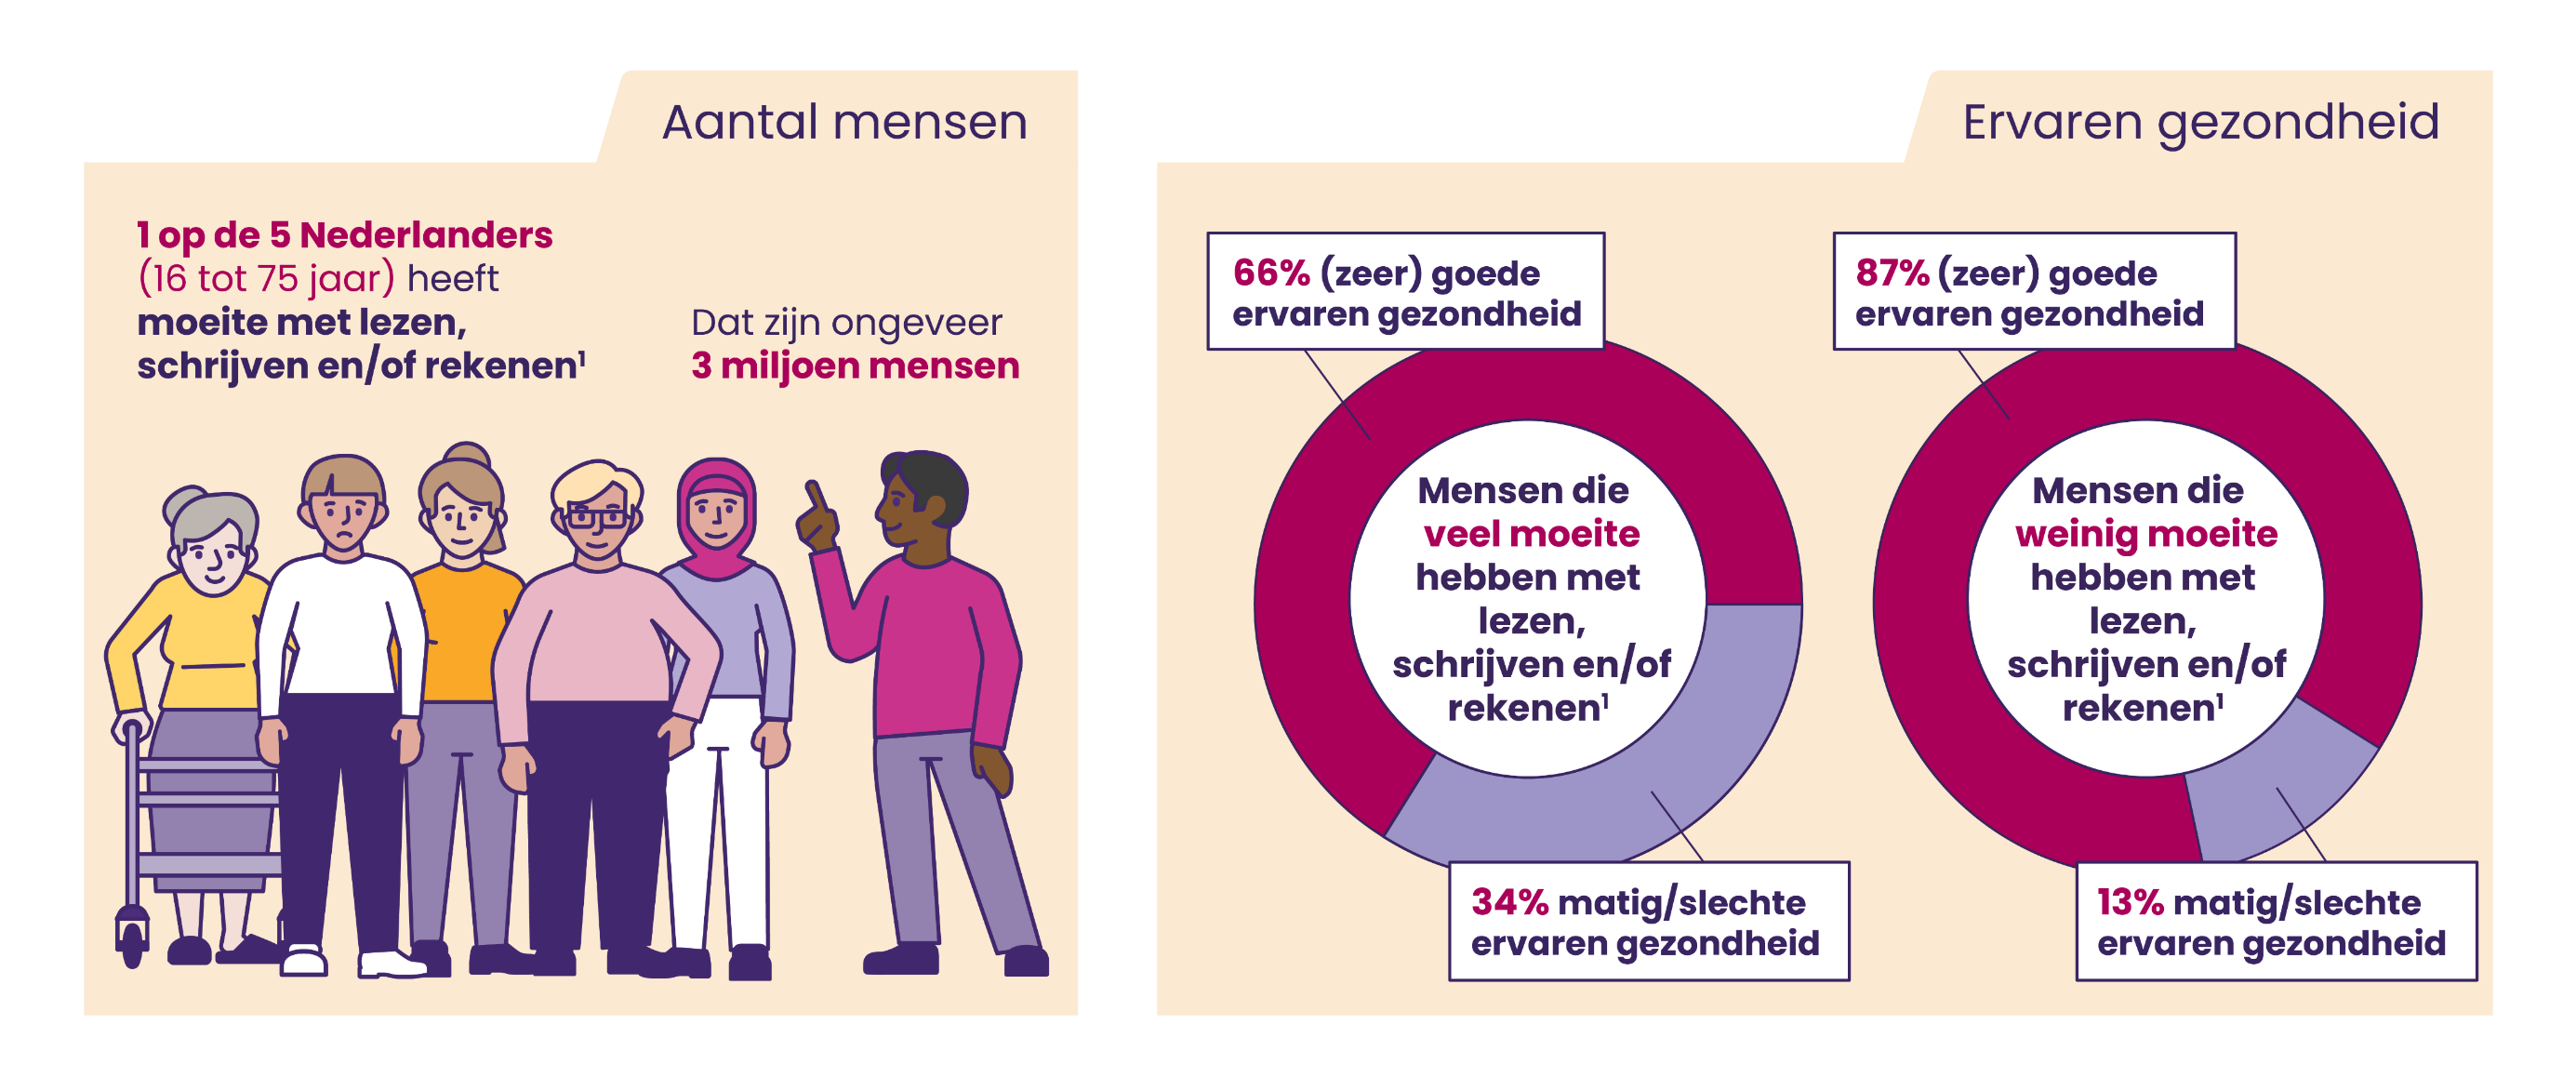 Aantal mensen
1 op de 5 Nederlanders
(16 tot 75 jaar) heeft
moeite met lezen,
schrijven en/of rekenen¹
Dat zijn ongeveer
3 miljoen mensen
Ervaren gezondheid
66% (zeer) goede
ervaren gezondheid
Mensen die
veel moeite
hebben met
lezen,
schrijven en/of
rekenen¹
34% matig/slechte
ervaren gezondheid
87% (zeer) goede
ervaren gezondheid
Mensen die
weinig moeite
hebben met
lezen,
schrijven en/of
rekenen¹
13% matig/slechte
ervaren gezondheid